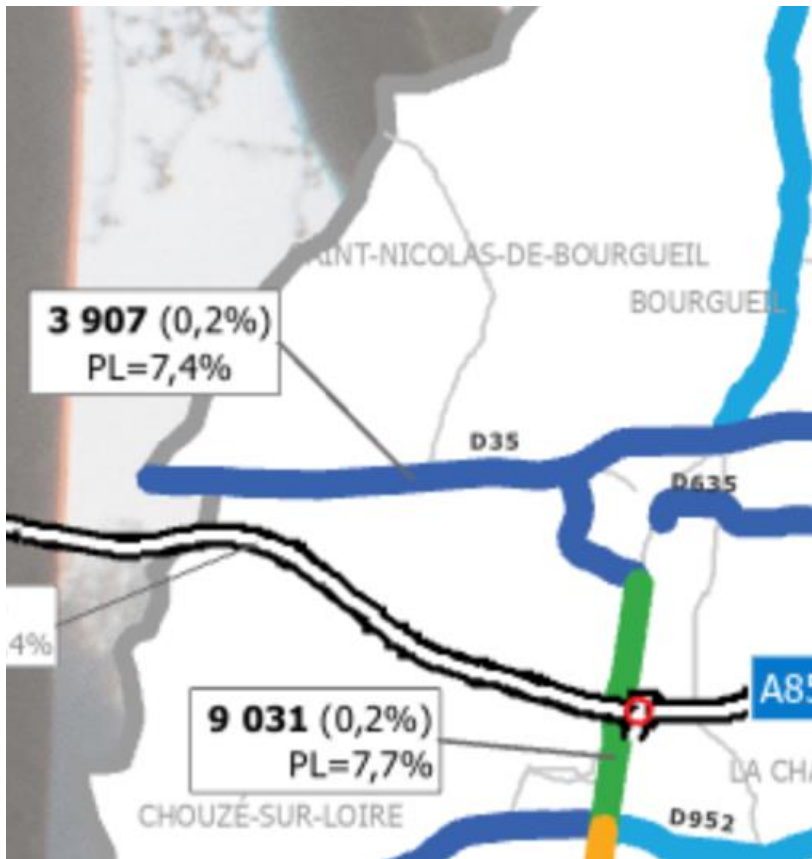 AINT-NICOLAS-DE-BOURGUEIL
BOURGUEIL
3 907 (0,2%)
PL=7,4%
D35
D635
4%
A85
9 031 (0,2%)
PL=7,7%
LA CHA
CHOUZÉ-SUR-LOIRE
D952